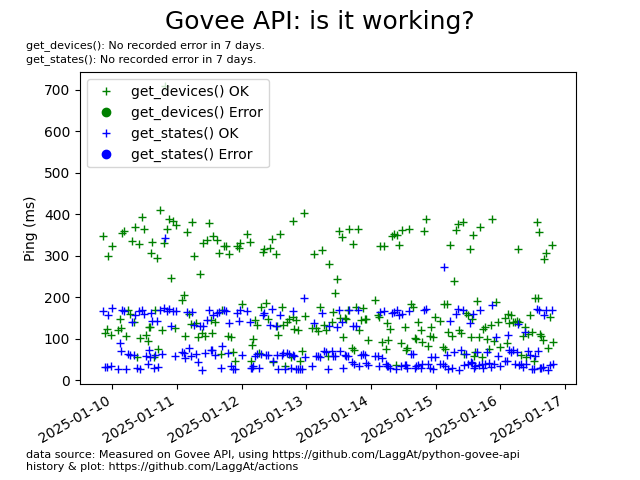 Govee API: is it working?
get_devices(): No recorded error in 7 days.
get_states(): No recorded error in 7 days.
get_devices() OK
get_devices() Error
get_states() OK
get_states() Error
Ping (ms)
700
600
500
400
300
200
100
0
2025-01-10
2025-01-11
2025-01-12
2025-01-13
2025-01-14
2025-01-15
2025-01-16
2025-01-17
data source: Measured on Govee API, using https://github.com/LaggAt/python-govee-api
history & plot: https://github.com/LaggAt/actions